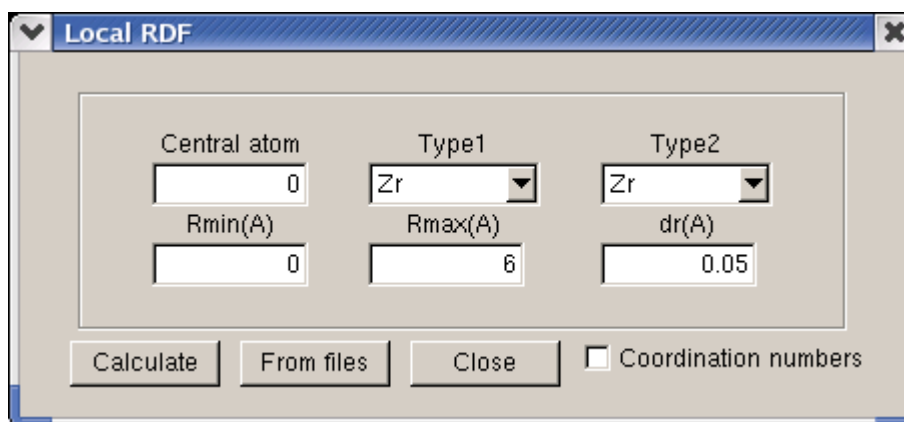 Local RDF
Central atom Type1 Type2
0 Zr Zr
Rmin(A) Rmax(A) dr(A)
0 6 0.05
Calculate From files Close Coordination numbers